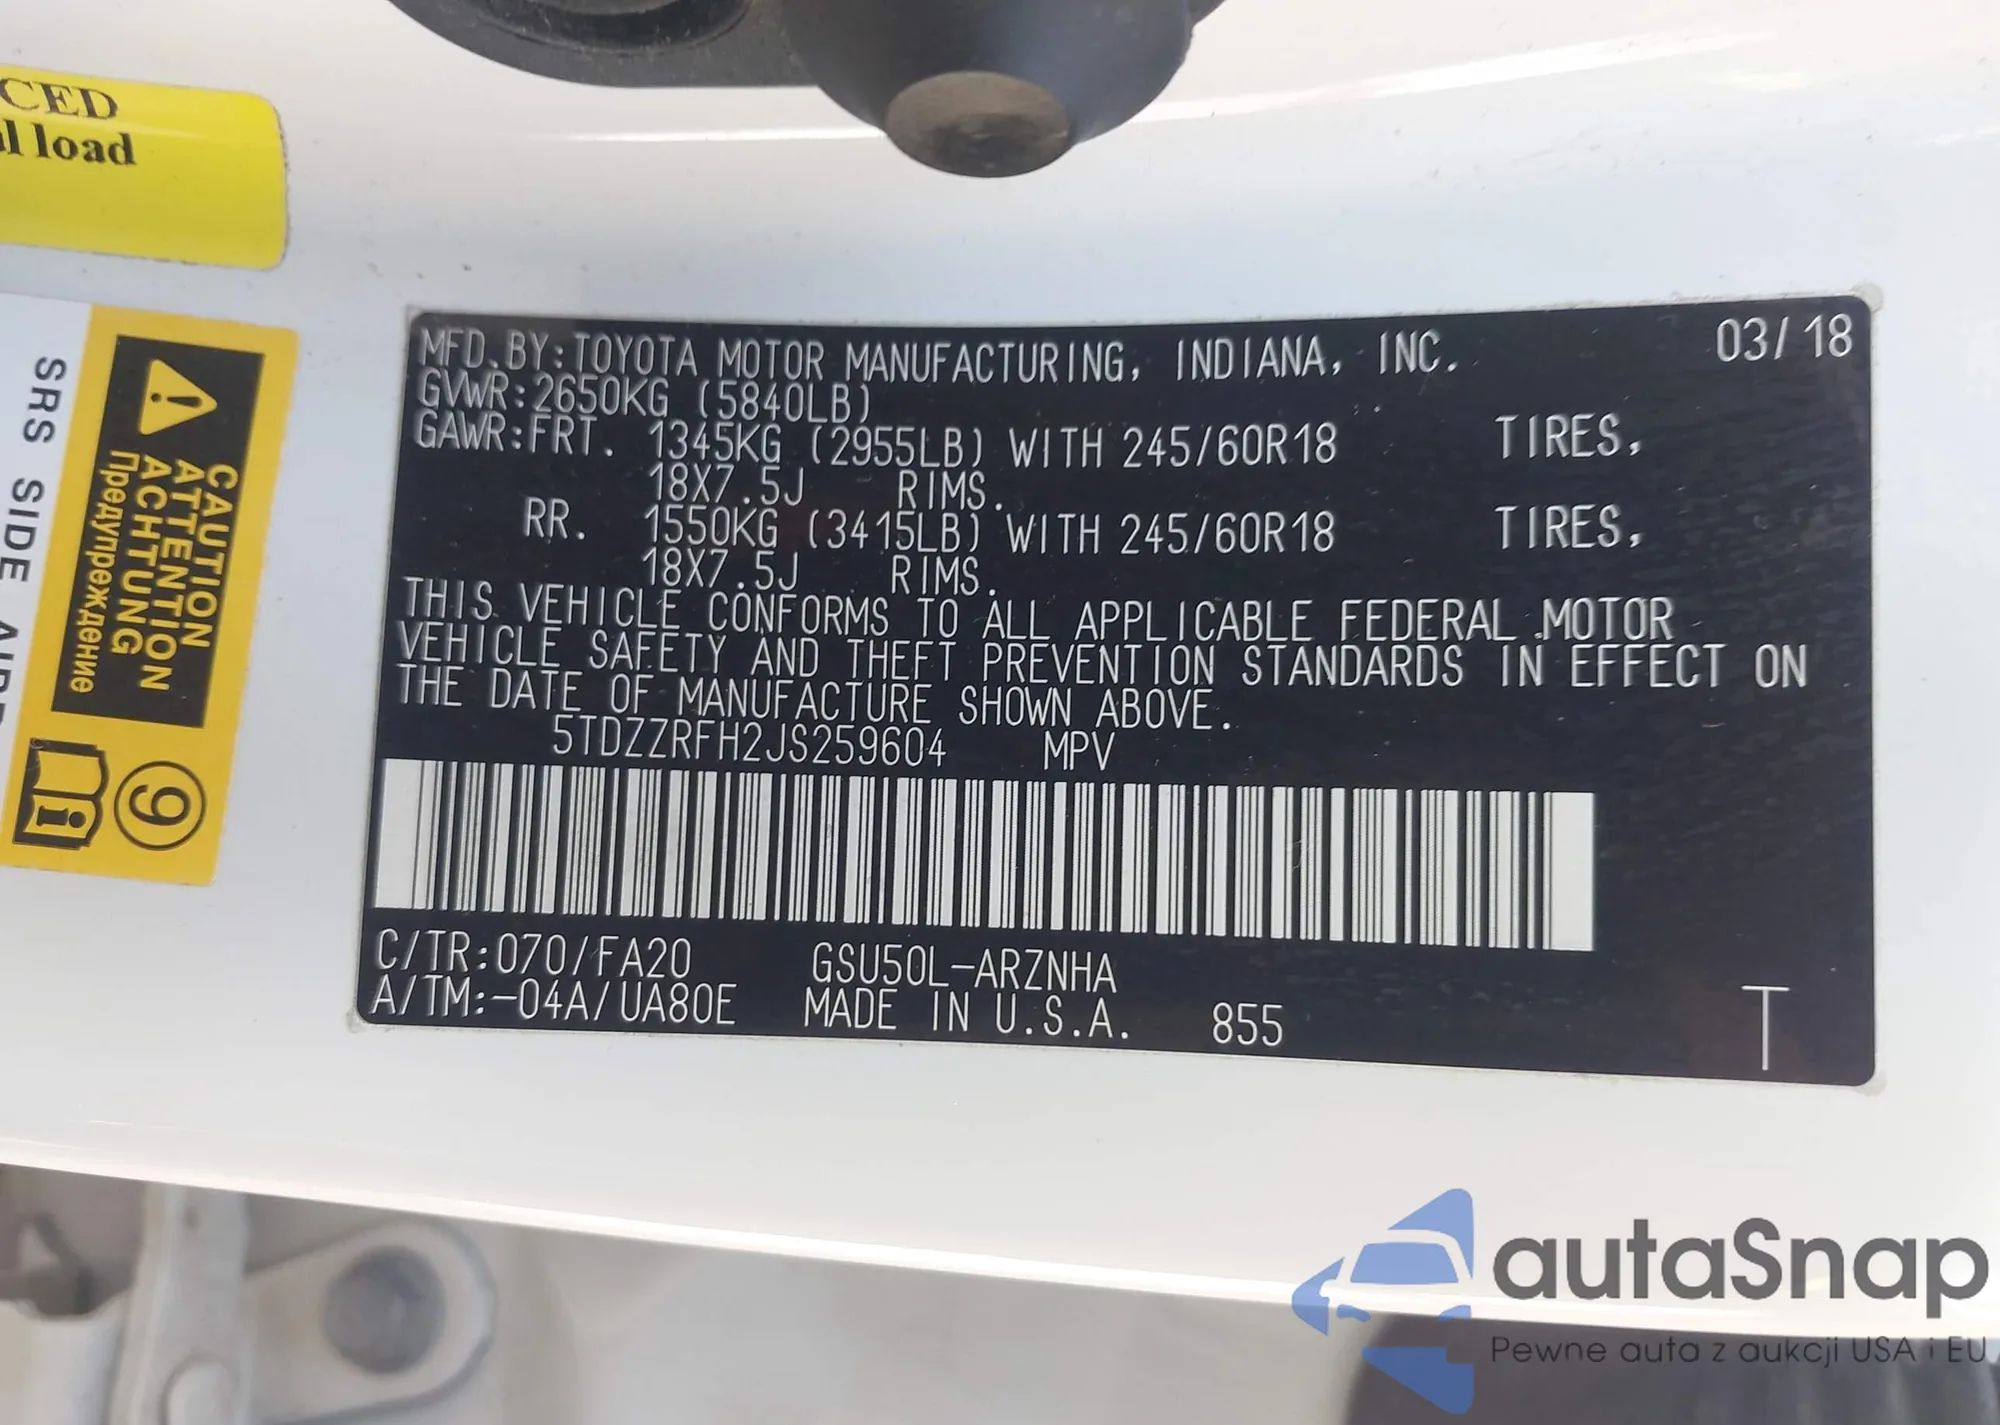 CED
l load
SRS SIDE AIR
CAUTION
ATTENTION
ACHTUNG
Предупреждение
9
MFD.BY:TOYOTA MOTOR MANUFACTURING, INDIANA, INC. 03/18
GVWR:2650KG (5840LB)
GAWR:FRT. 1345KG (2955LB) WITH 245/60R18 TIRES,
18X7.5J RIMS.
RR. 1550KG (3415LB) WITH 245/60R18 TIRES,
18X7.5J RIMS.
THIS VEHICLE CONFORMS TO ALL APPLICABLE FEDERAL MOTOR
VEHICLE SAFETY AND THEFT PREVENTION STANDARDS IN EFFECT ON
THE DATE OF MANUFACTURE SHOWN ABOVE.
5TDZZRFH2JS259604 MPV
C/TR:070/FA20 GSU50L-ARZNHA
A/TM:-04A/UA80E MADE IN U.S.A. 855 T
autaSnap
Pewne auta z aukcji USA i EU